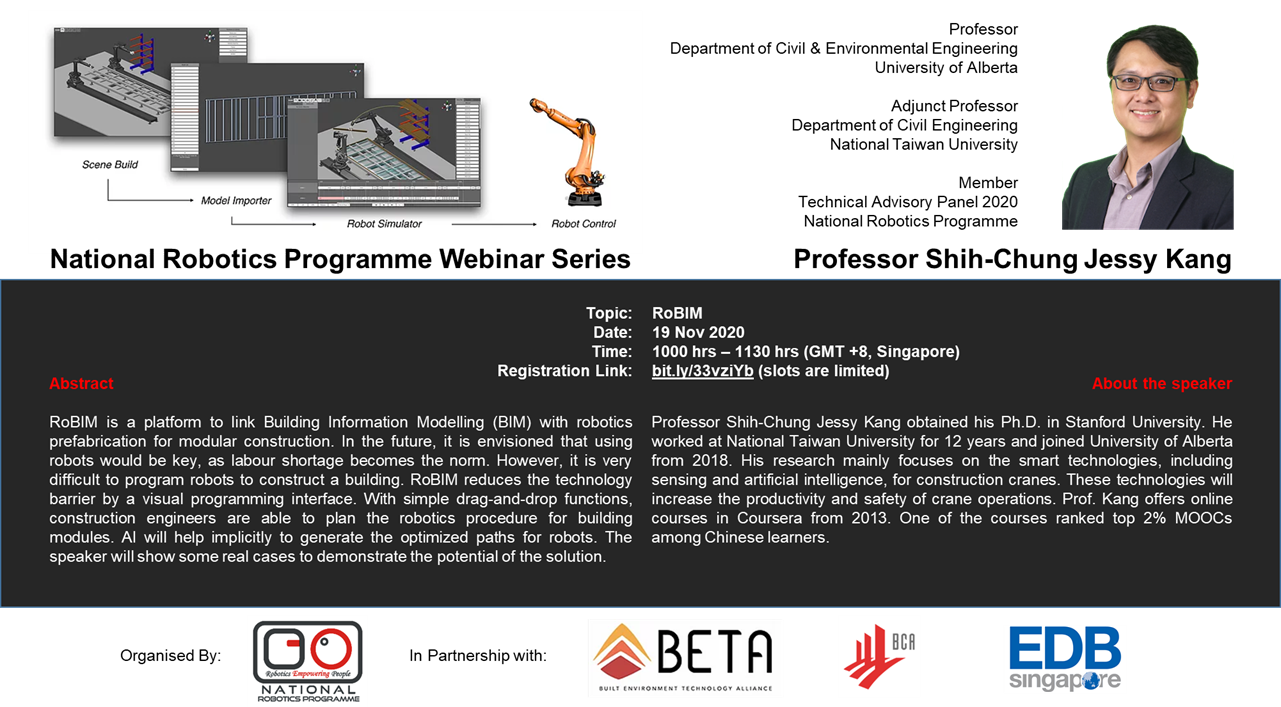 Scene Build
Model Importer
Robot Simulator
Robot Control
Professor
Department of Civil & Environmental Engineering
University of Alberta
Adjunct Professor
Department of Civil Engineering
National Taiwan University
Member
Technical Advisory Panel 2020
National Robotics Programme
National Robotics Programme Webinar Series
Professor Shih-Chung Jessy Kang
Topic: RoBIM
Date: 19 Nov 2020
Time: 1000 hrs – 1130 hrs (GMT +8, Singapore)
Registration Link: bit.ly/33vziYb (slots are limited)
Abstract
RoBIM is a platform to link Building Information Modelling (BIM) with robotics
prefabrication for modular construction. In the future, it is envisioned that using
robots would be key, as labour shortage becomes the norm. However, it is very
difficult to program robots to construct a building. RoBIM reduces the technology
barrier by a visual programming interface. With simple drag-and-drop functions,
construction engineers are able to plan the robotics procedure for building
modules. AI will help implicitly to generate the optimized paths for robots. The
speaker will show some real cases to demonstrate the potential of the solution.
About the speaker
Professor Shih-Chung Jessy Kang obtained his Ph.D. in Stanford University. He
worked at National Taiwan University for 12 years and joined University of Alberta
from 2018. His research mainly focuses on the smart technologies, including
sensing and artificial intelligence, for construction cranes. These technologies will
increase the productivity and safety of crane operations. Prof. Kang offers online
courses in Coursera from 2013. One of the courses ranked top 2% MOOCs
among Chinese learners.
Organised By:
Robotics Empowering People
NATIONAL
ROBOTICS PROGRAMME
In Partnership with:
BETA
BUILT ENVIRONMENT TECHNOLOGY ALLIANCE
BCA
EDB
singapore